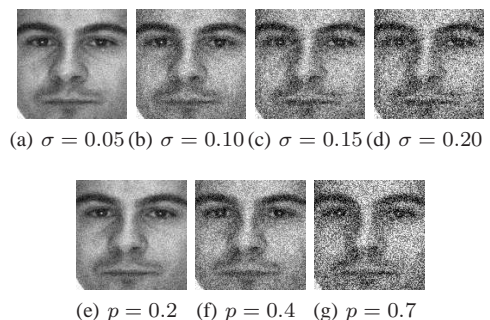 (a) σ = 0.05 (b) σ = 0.10 (c) σ = 0.15 (d) σ = 0.20
(e) p = 0.2 (f) p = 0.4 (g) p = 0.7